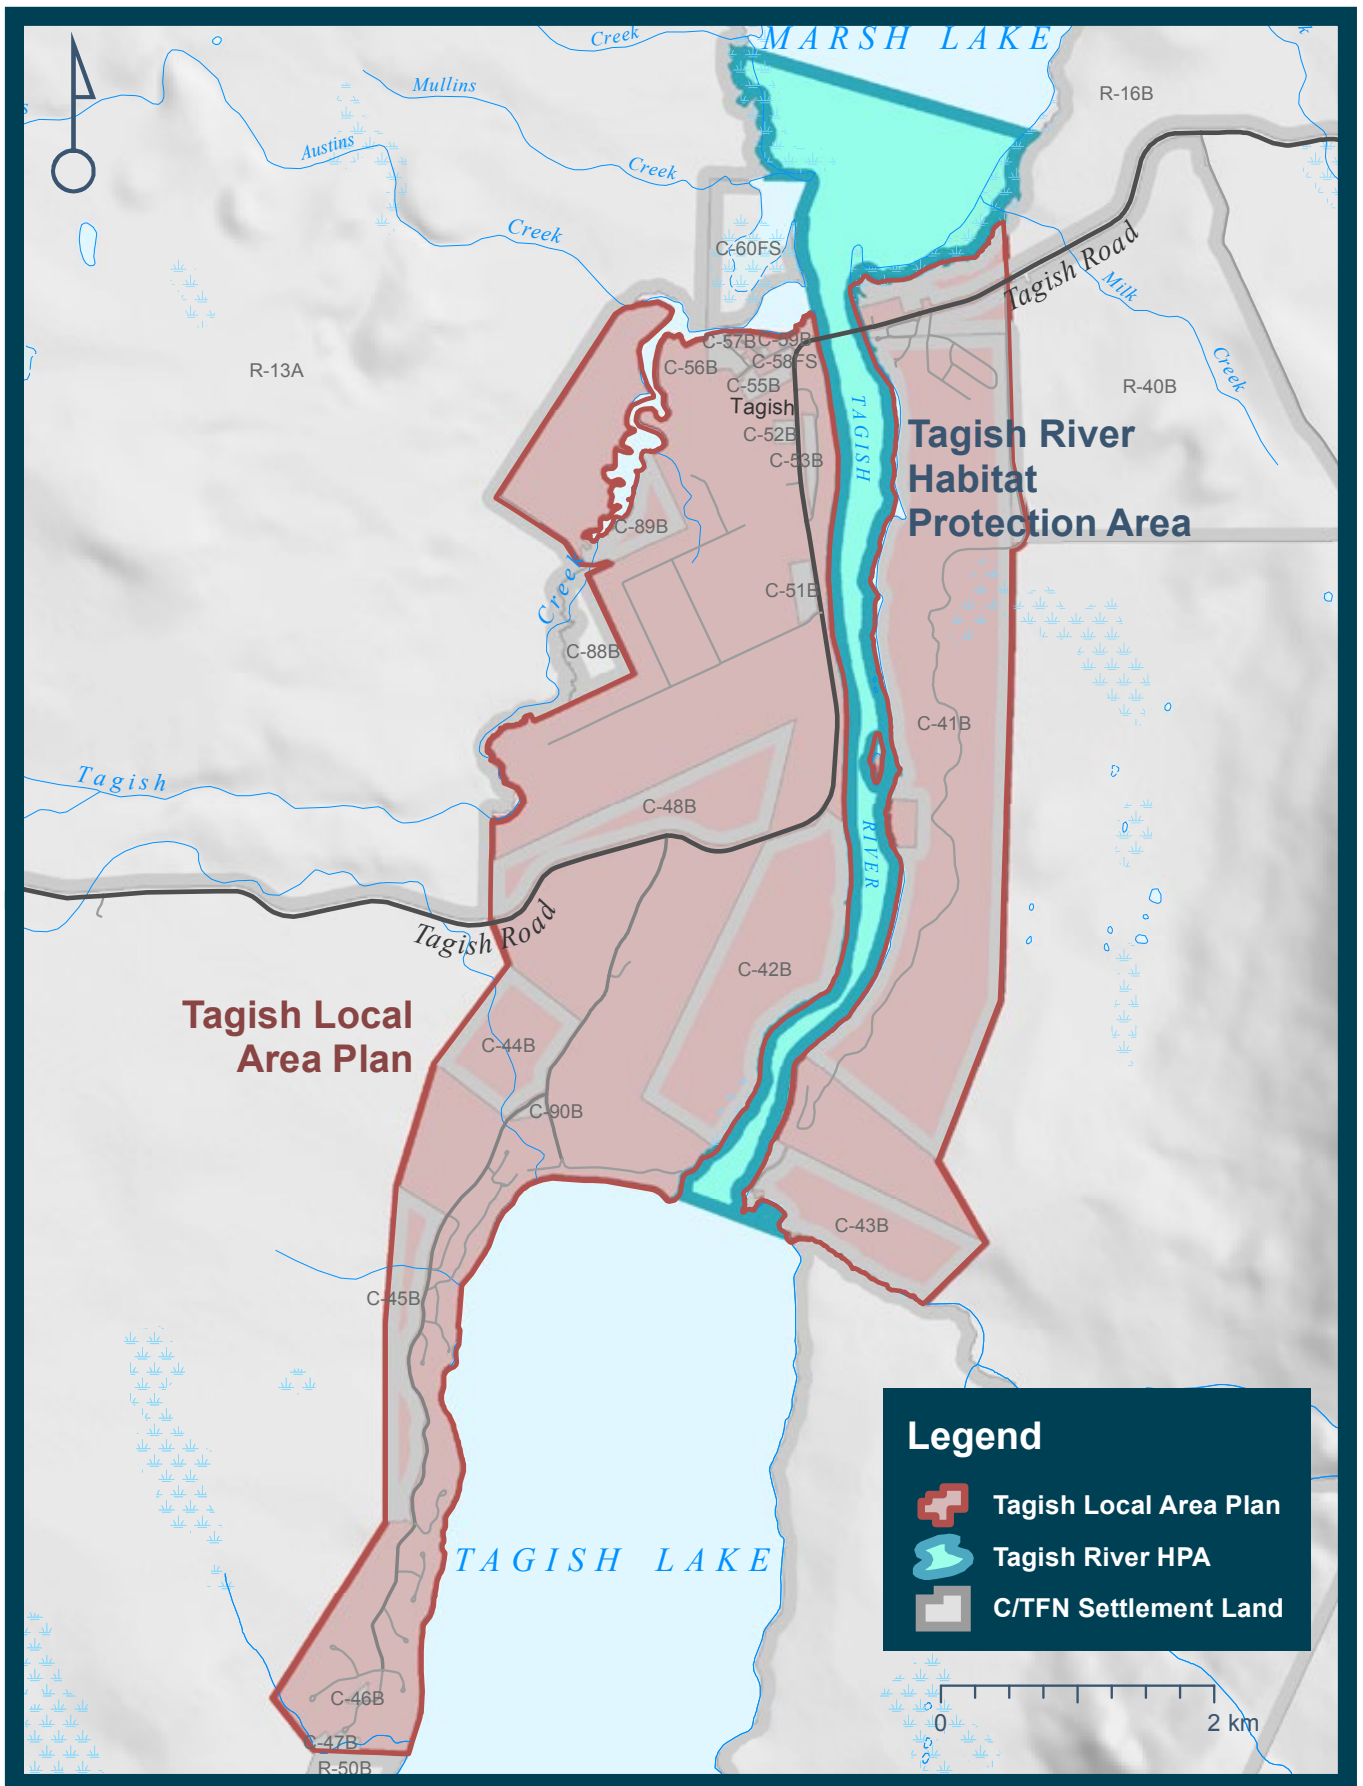 Creek
MARSH LAKE
Mullins
R-16B
Austins
Creek
Creek
C-60FS
Tagish Road
Milk
Creek
R-13A
C-57B
C-59B
C-56B
C-58FS
C-55B
R-40B
Tagish
TAGISH
C-52B
C-53B
Tagish River
Habitat
Protection Area
C-89B
Creek
C-51B
C-88B
C-41B
Tagish
C-48B
RIVER
Tagish Road
C-42B
Tagish Local
Area Plan
C-44B
C-90B
C-43B
C-45B
Legend
Tagish Local Area Plan
TAGISH LAKE
Tagish River HPA
C/TFN Settlement Land
C-46B
0
2 km
C-47B
R-50B